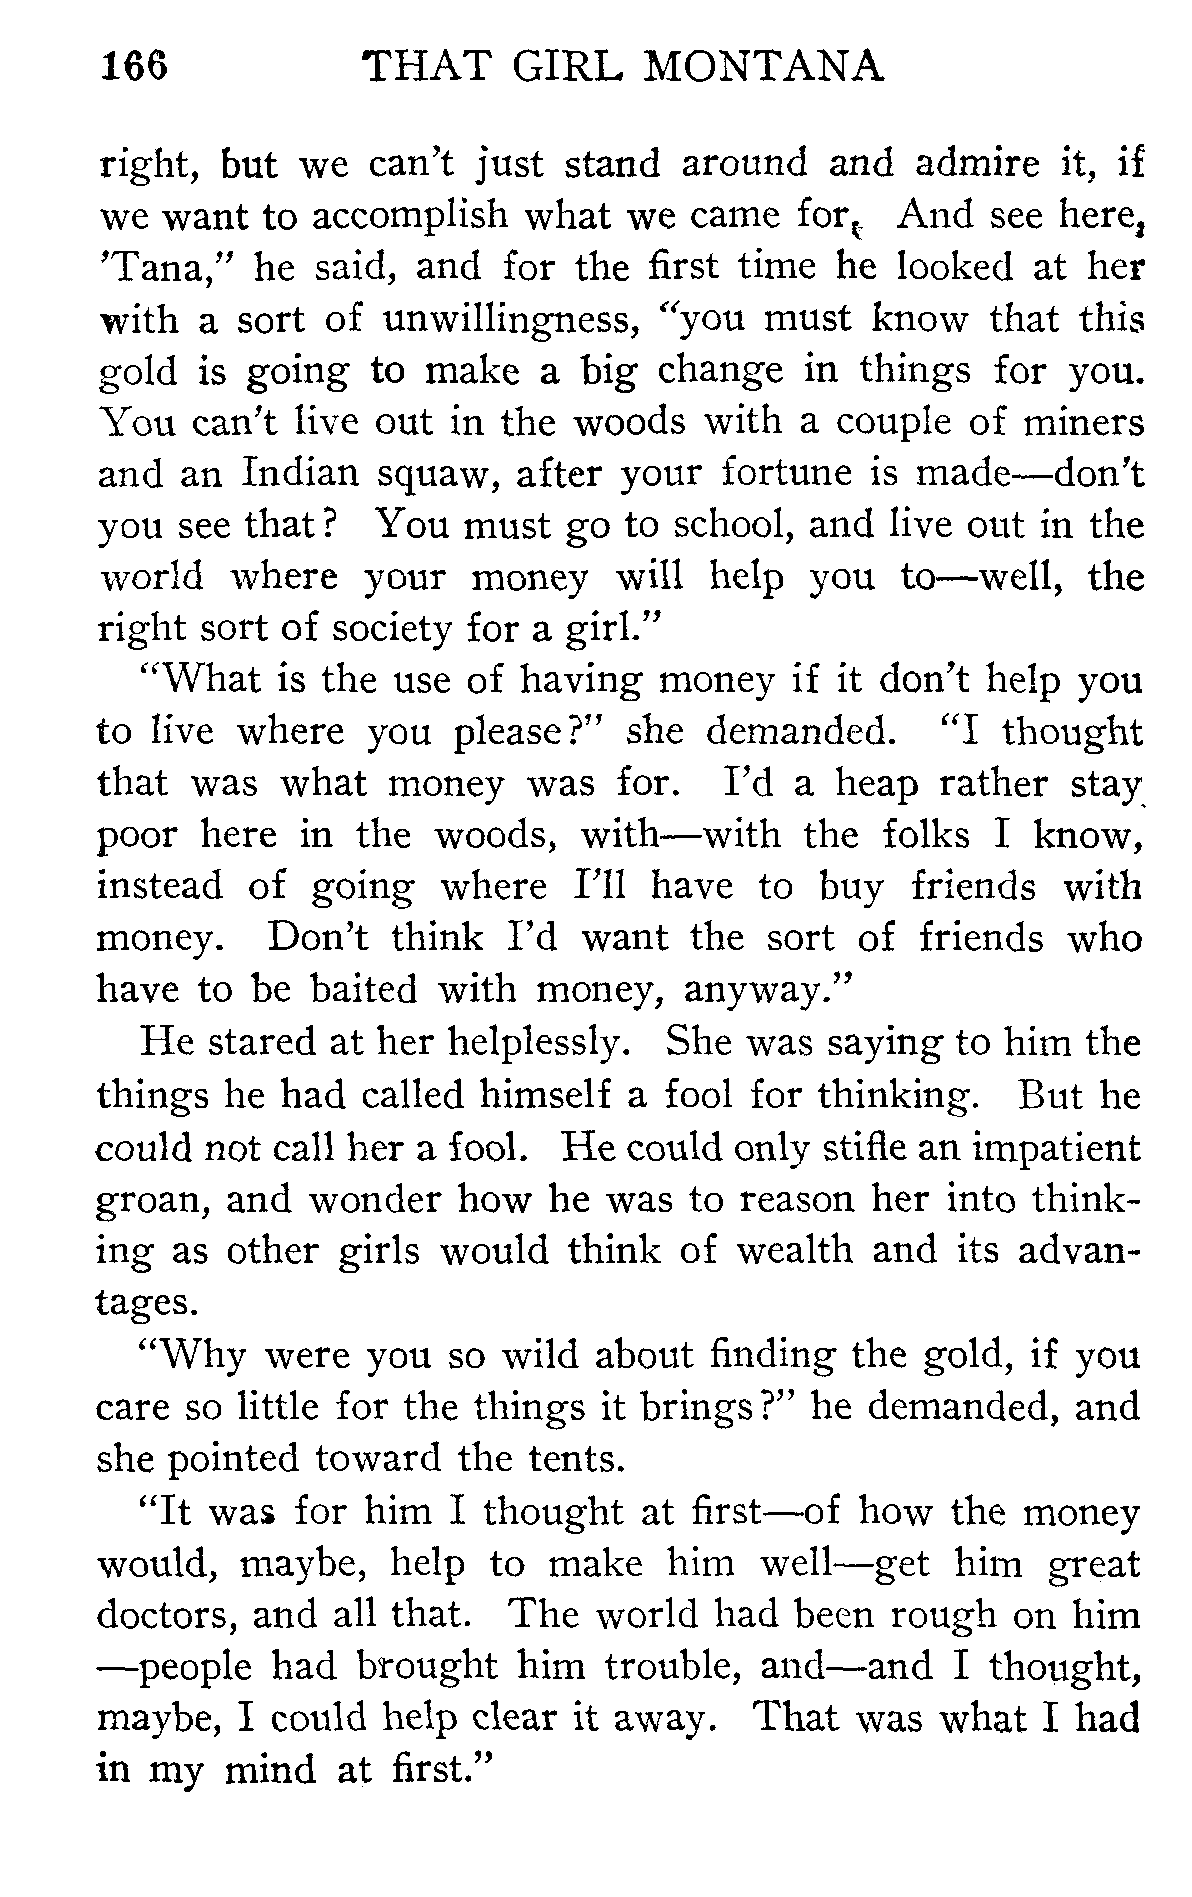 166 THAT GIRL MONTANA
right, but we can't just stand around and admire it, if
we want to accomplish what we came for. And see here,
'Tana," he said, and for the first time he looked at her
with a sort of unwillingness, "you must know that this
gold is going to make a big change in things for you.
You can't live out in the woods with a couple of miners
and an Indian squaw, after your fortune is made—don't
you see that? You must go to school, and live out in the
world where your money will help you to—well, the
right sort of society for a girl."
"What is the use of having money if it don't help you
to live where you please?" she demanded. "I thought
that was what money was for. I'd a heap rather stay
poor here in the woods, with—with the folks I know,
instead of going where I'll have to buy friends with
money. Don't think I'd want the sort of friends who
have to be baited with money, anyway."
He stared at her helplessly. She was saying to him the
things he had called himself a fool for thinking. But he
could not call her a fool. He could only stifle an impatient
groan, and wonder how he was to reason her into think-
ing as other girls would think of wealth and its advan-
tages.
"Why were you so wild about finding the gold, if you
care so little for the things it brings?" he demanded, and
she pointed toward the tents.
"It was for him I thought at first—of how the money
would, maybe, help to make him well—get him great
doctors, and all that. The world had been rough on him
—people had brought him trouble, and—and I thought,
maybe, I could help clear it away. That was what I had
in my mind at first."